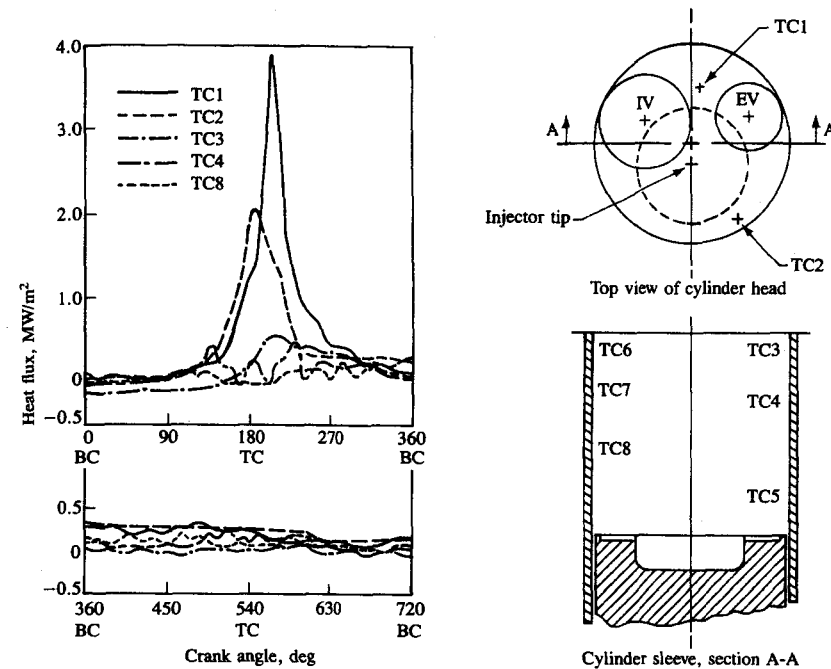 4.0
3.0
2.0
1.0
0
−0.5
Heat flux, MW/m²
TC1
TC2
TC3
TC4
TC8
0 90 180 270 360
BC TC BC
0.5
0
−0.5
360 450 540 630 720
BC TC BC
Crank angle, deg
TC1
IV EV
A A
Injector tip
TC2
Top view of cylinder head
TC6 TC3
TC7 TC4
TC8
TC5
Cylinder sleeve, section A-A